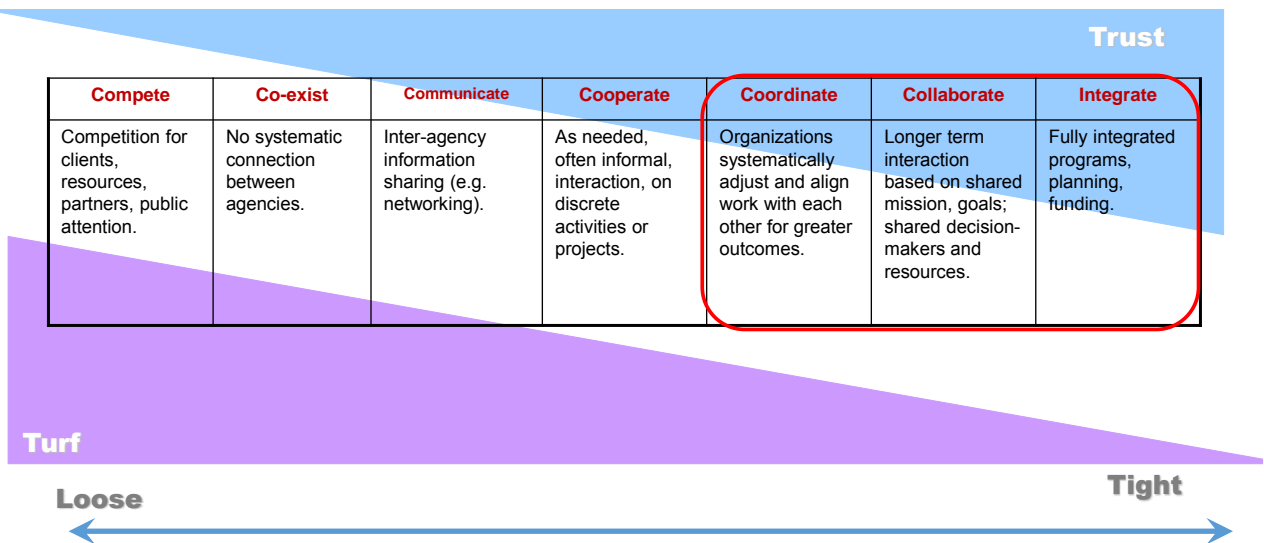 Trust
Compete
Co-exist
Communicate
Cooperate
Coordinate
Collaborate
Integrate
Competition for
clients,
resources,
partners, public
attention.
No systematic
connection
between
agencies.
Inter-agency
information
sharing (e.g.
networking).
As needed,
often informal,
interaction, on
discrete
activities or
projects.
Organizations
systematically
adjust and align
work with each
other for greater
outcomes.
Longer term
interaction
based on shared
mission, goals;
shared decision-
makers and
resources.
Fully integrated
programs,
planning,
funding.
Turf
Loose
Tight